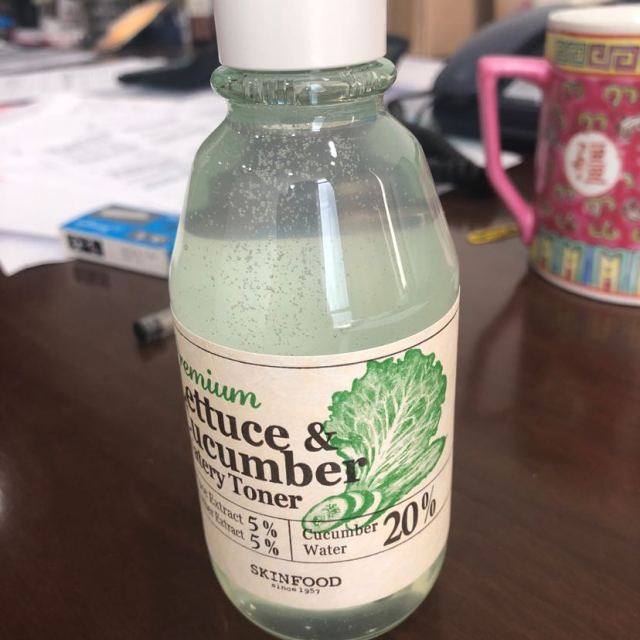 remium
ettuce &
ucumber
tery Toner
Extract 5%
Extract 5%
Cucumber
Water
20%
SKINFOOD
since 1957